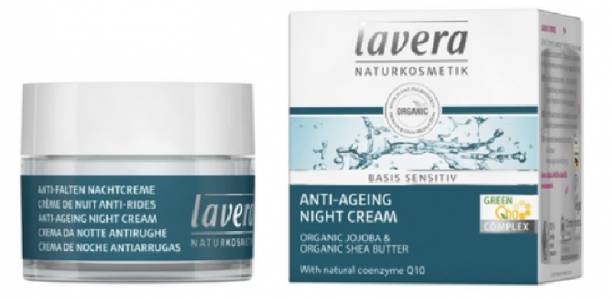 ANTI-FALTEN NACHTCREME
CRÈME DE NUIT ANTI-RIDES
ANTI-AGEING NIGHT CREAM
CREMA DA NOTTE ANTIRUGHE
CREMA DE NOCHE ANTIARRUGAS
lavera
NATURKOSMETIK
lavera
NATURKOSMETIK
ORGANIC
BASIS SENSITIV
ANTI-AGEING
NIGHT CREAM
ORGANIC JOJOBA &
ORGANIC SHEA BUTTER
With natural coenzyme Q10
GREEN
Q10
COMPLEX